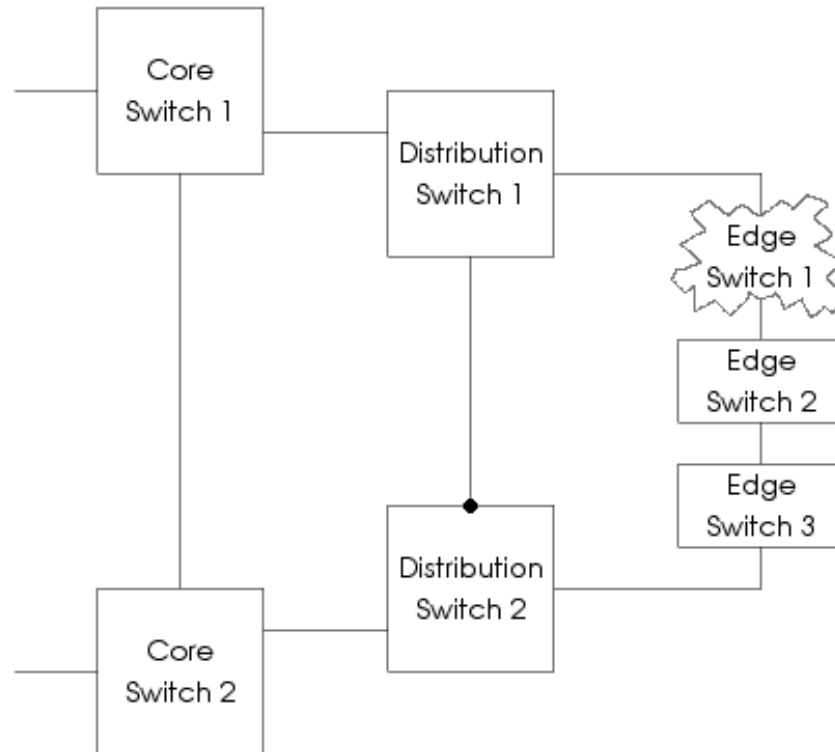 Core
Switch 1
Distribution
Switch 1
Edge
Switch 1
Edge
Switch 2
Edge
Switch 3
Distribution
Switch 2
Core
Switch 2